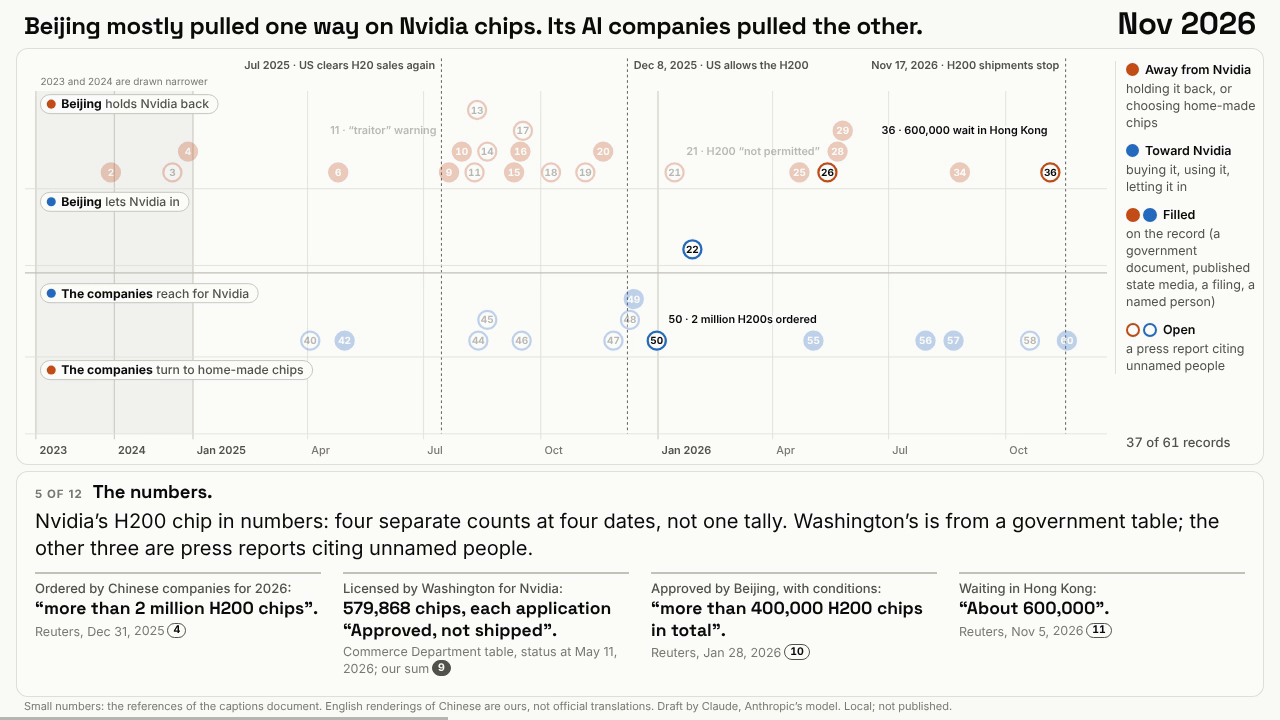 Beijing mostly pulled one way on Nvidia chips. Its AI companies pulled the other.
Nov 2026
Jul 2025 · US clears H20 sales again
Dec 8, 2025 · US allows the H200
Nov 17, 2026 · H200 shipments stop
2023 and 2024 are drawn narrower
Beijing holds Nvidia back
13
11 · “traitor” warning
17
29
36 · 600,000 wait in Hong Kong
4
10
14
16
20
21 · H200 “not permitted”
28
2
3
6
9
11
15
18
19
21
25
26
34
36
Beijing lets Nvidia in
22
The companies reach for Nvidia
49
45
48
50 · 2 million H200s ordered
40
42
44
46
47
50
55
56
57
58
60
The companies turn to home-made chips
2023
2024
Jan 2025
Apr
Jul
Oct
Jan 2026
Apr
Jul
Oct
Away from Nvidia
holding it back, or
choosing home-made
chips
Toward Nvidia
buying it, using it,
letting it in
Filled
on the record (a
government
document, published
state media, a filing, a
named person)
Open
a press report citing
unnamed people
37 of 61 records
5 OF 12 The numbers.
Nvidia’s H200 chip in numbers: four separate counts at four dates, not one tally. Washington’s is from a government table; the
other three are press reports citing unnamed people.
Ordered by Chinese companies for 2026:
“more than 2 million H200 chips”.
Reuters, Dec 31, 2025 4
Licensed by Washington for Nvidia:
579,868 chips, each application
“Approved, not shipped”.
Commerce Department table, status at May 11,
2026; our sum 9
Approved by Beijing, with conditions:
“more than 400,000 H200 chips
in total”.
Reuters, Jan 28, 2026 10
Waiting in Hong Kong:
“About 600,000”.
Reuters, Nov 5, 2026 11
Small numbers: the references of the captions document. English renderings of Chinese are ours, not official translations. Draft by Claude, Anthropic’s model. Local; not published.